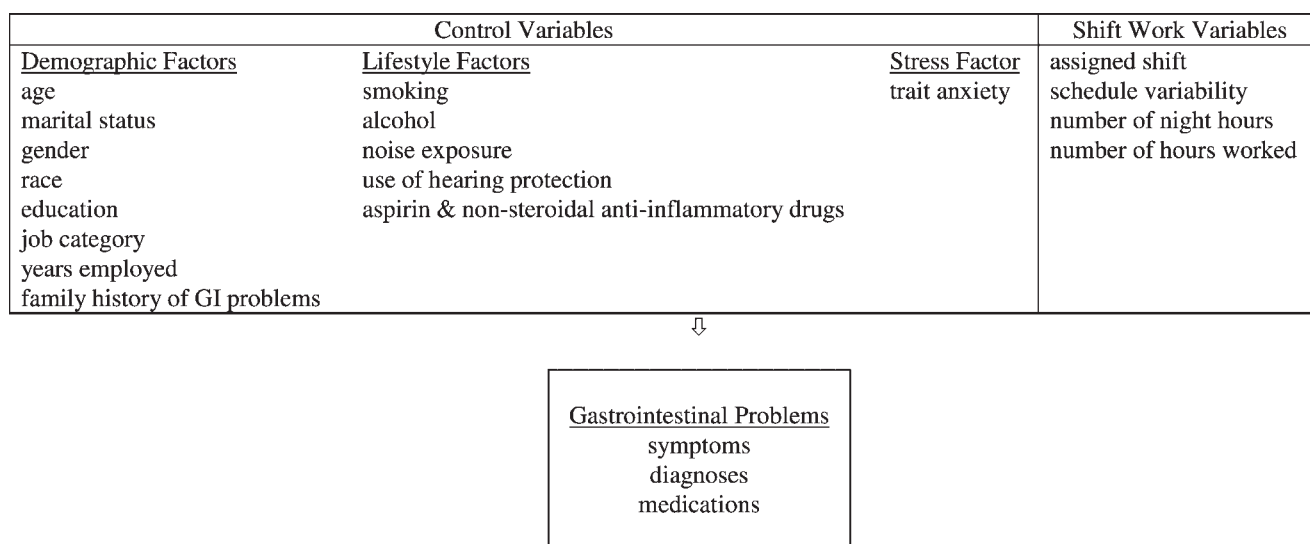 Control Variables
Shift Work Variables
Demographic Factors
age
marital status
gender
race
education
job category
years employed
family history of GI problems
Lifestyle Factors
smoking
alcohol
noise exposure
use of hearing protection
aspirin & non-steroidal anti-inflammatory drugs
Stress Factor
trait anxiety
assigned shift
schedule variability
number of night hours
number of hours worked
Gastrointestinal Problems
symptoms
diagnoses
medications